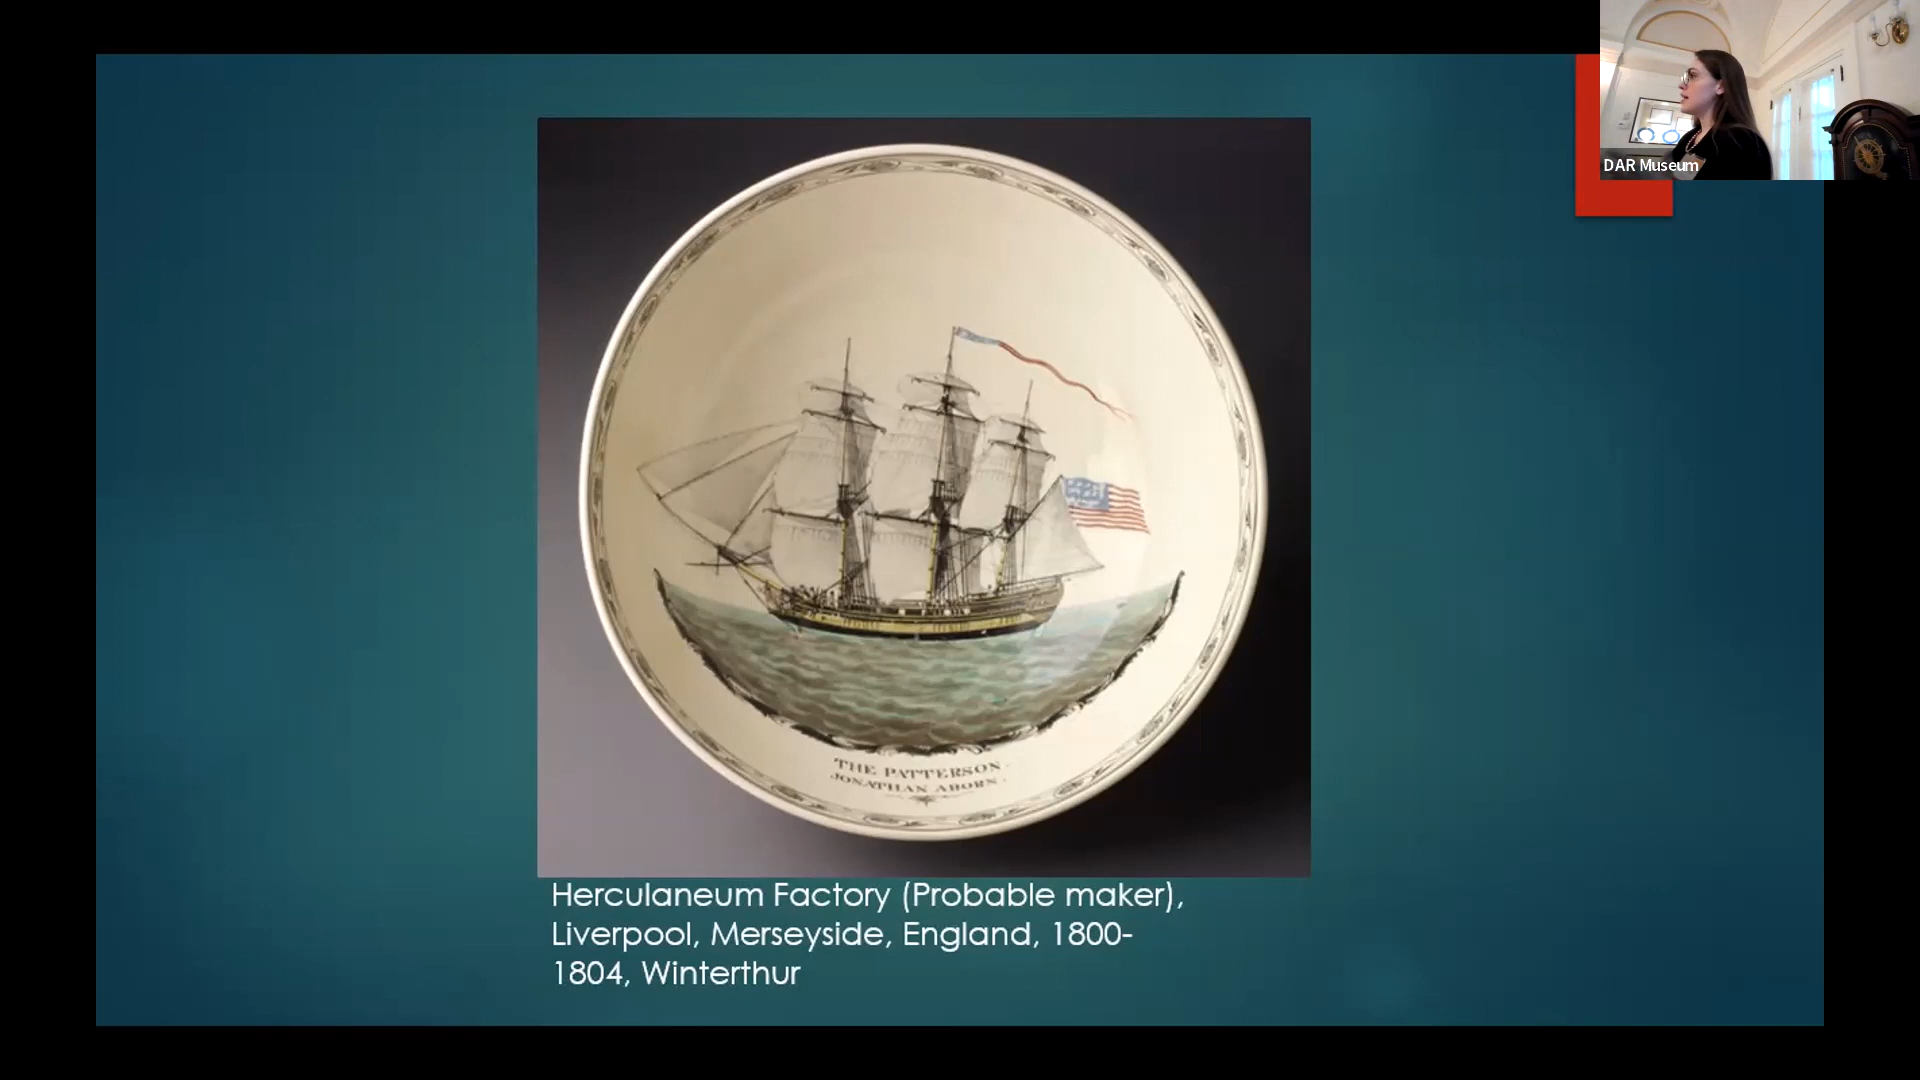 DAR Museum
THE PATTERSON
JONATHAN ABORN
Herculaneum Factory (Probable maker),
Liverpool, Merseyside, England, 1800-
1804, Winterthur